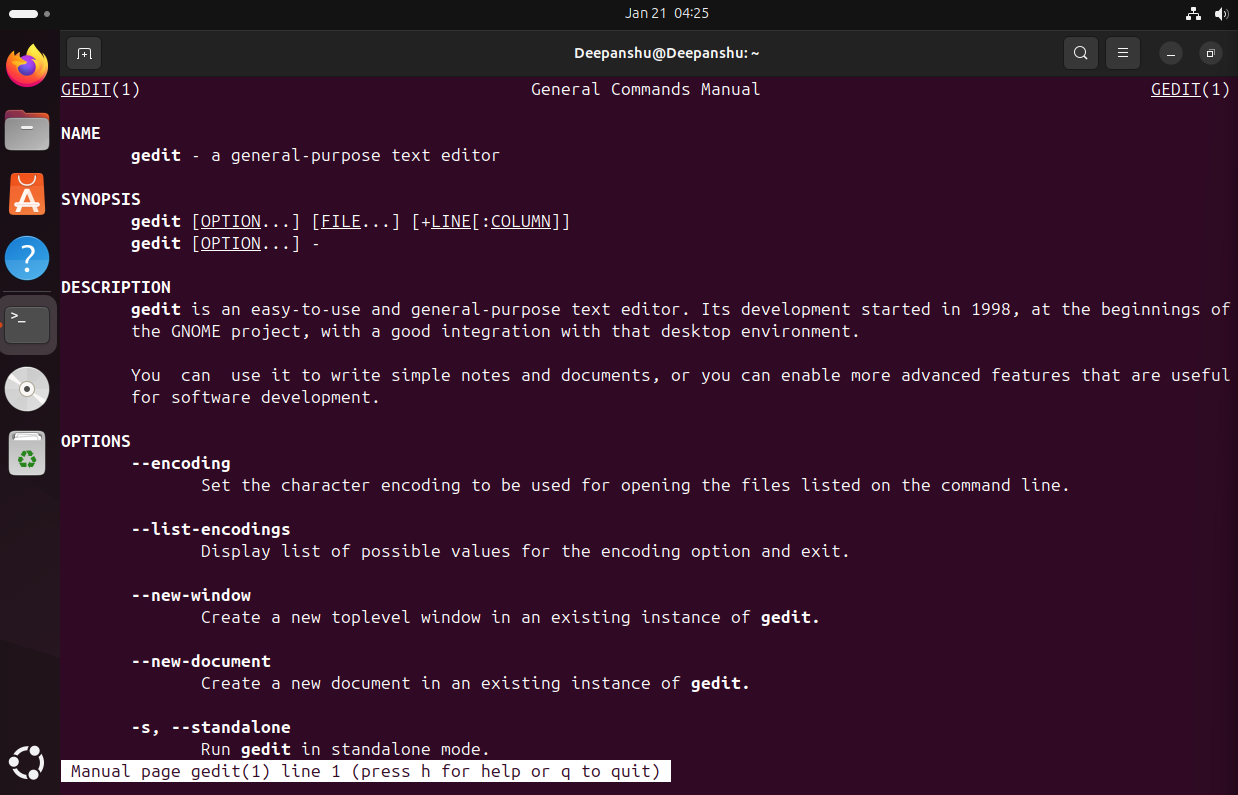 Jan 21 04:25
Deepanshu@Deepanshu: ~
GEDIT(1) General Commands Manual GEDIT(1)
NAME
gedit - a general-purpose text editor
SYNOPSIS
gedit [OPTION...] [FILE...] [+LINE[:COLUMN]]
gedit [OPTION...] -
DESCRIPTION
gedit is an easy-to-use and general-purpose text editor. Its development started in 1998, at the beginnings of
the GNOME project, with a good integration with that desktop environment.
You can use it to write simple notes and documents, or you can enable more advanced features that are useful
for software development.
OPTIONS
--encoding
Set the character encoding to be used for opening the files listed on the command line.
--list-encodings
Display list of possible values for the encoding option and exit.
--new-window
Create a new toplevel window in an existing instance of gedit.
--new-document
Create a new document in an existing instance of gedit.
-s, --standalone
Run gedit in standalone mode.
Manual page gedit(1) line 1 (press h for help or q to quit)